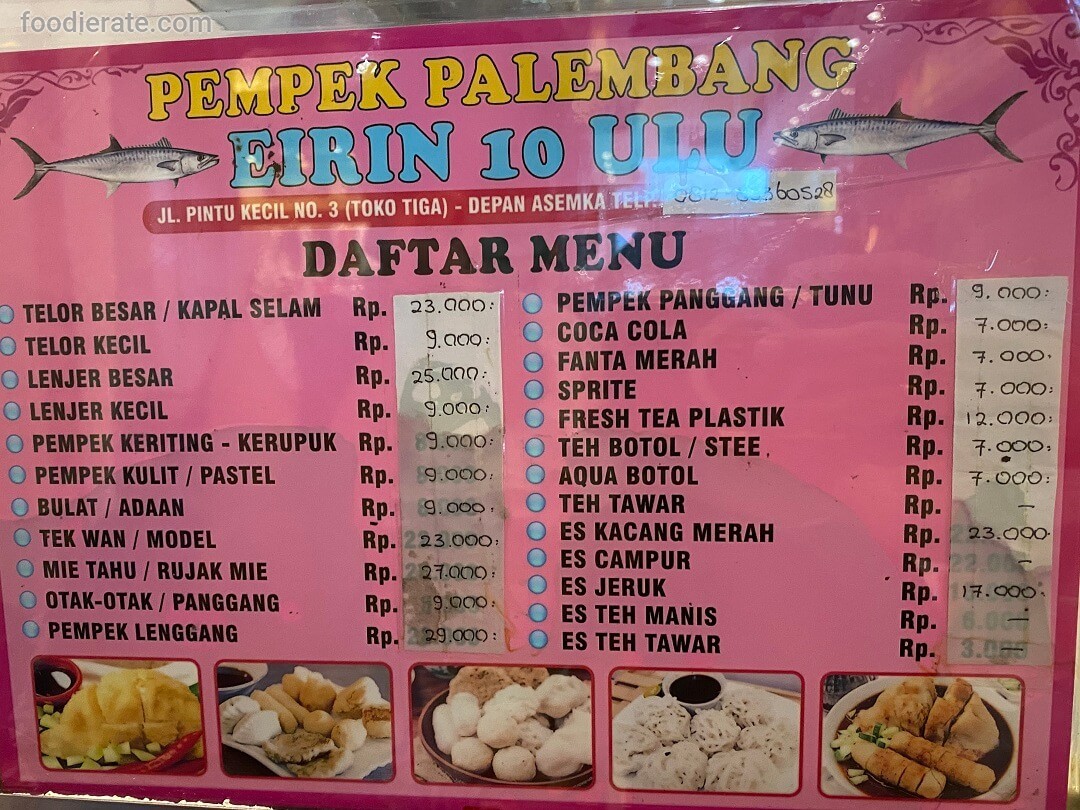 foodierate.com
PEMPEK PALEMBANG
EIRIN 10 ULU
JL. PINTU KECIL NO. 3 (TOKO TIGA) - DEPAN ASEMKA TELP. 0812
DAFTAR MENU
TELOR BESAR / KAPAL SELAM Rp. 23.000:
TELOR KECIL Rp. 9.000:
LENJER BESAR Rp. 25.000:
LENJER KECIL Rp. 9.000:
PEMPEK KERITING - KERUPUK Rp. 9.000:
PEMPEK KULIT / PASTEL Rp. 9.000:
BULAT / ADAAN Rp. 9.000:
TEK WAN / MODEL Rp. 23.000:
MIE TAHU / RUJAK MIE Rp. 27.000:
OTAK-OTAK / PANGGANG Rp. 9.000:
PEMPEK LENGGANG Rp. 29.000:
PEMPEK PANGGANG / TUNU Rp. 9.000:
COCA COLA Rp. 7.000:
FANTA MERAH Rp. 7.000.
SPRITE Rp. 7.000:
FRESH TEA PLASTIK Rp. 12.000:
TEH BOTOL / STEE Rp. 7.000:
AQUA BOTOL Rp. 7.000:
TEH TAWAR Rp. –
ES KACANG MERAH Rp. 23.000.
ES CAMPUR Rp. –
ES JERUK Rp. 17.000:
ES TEH MANIS Rp. –
ES TEH TAWAR Rp. –